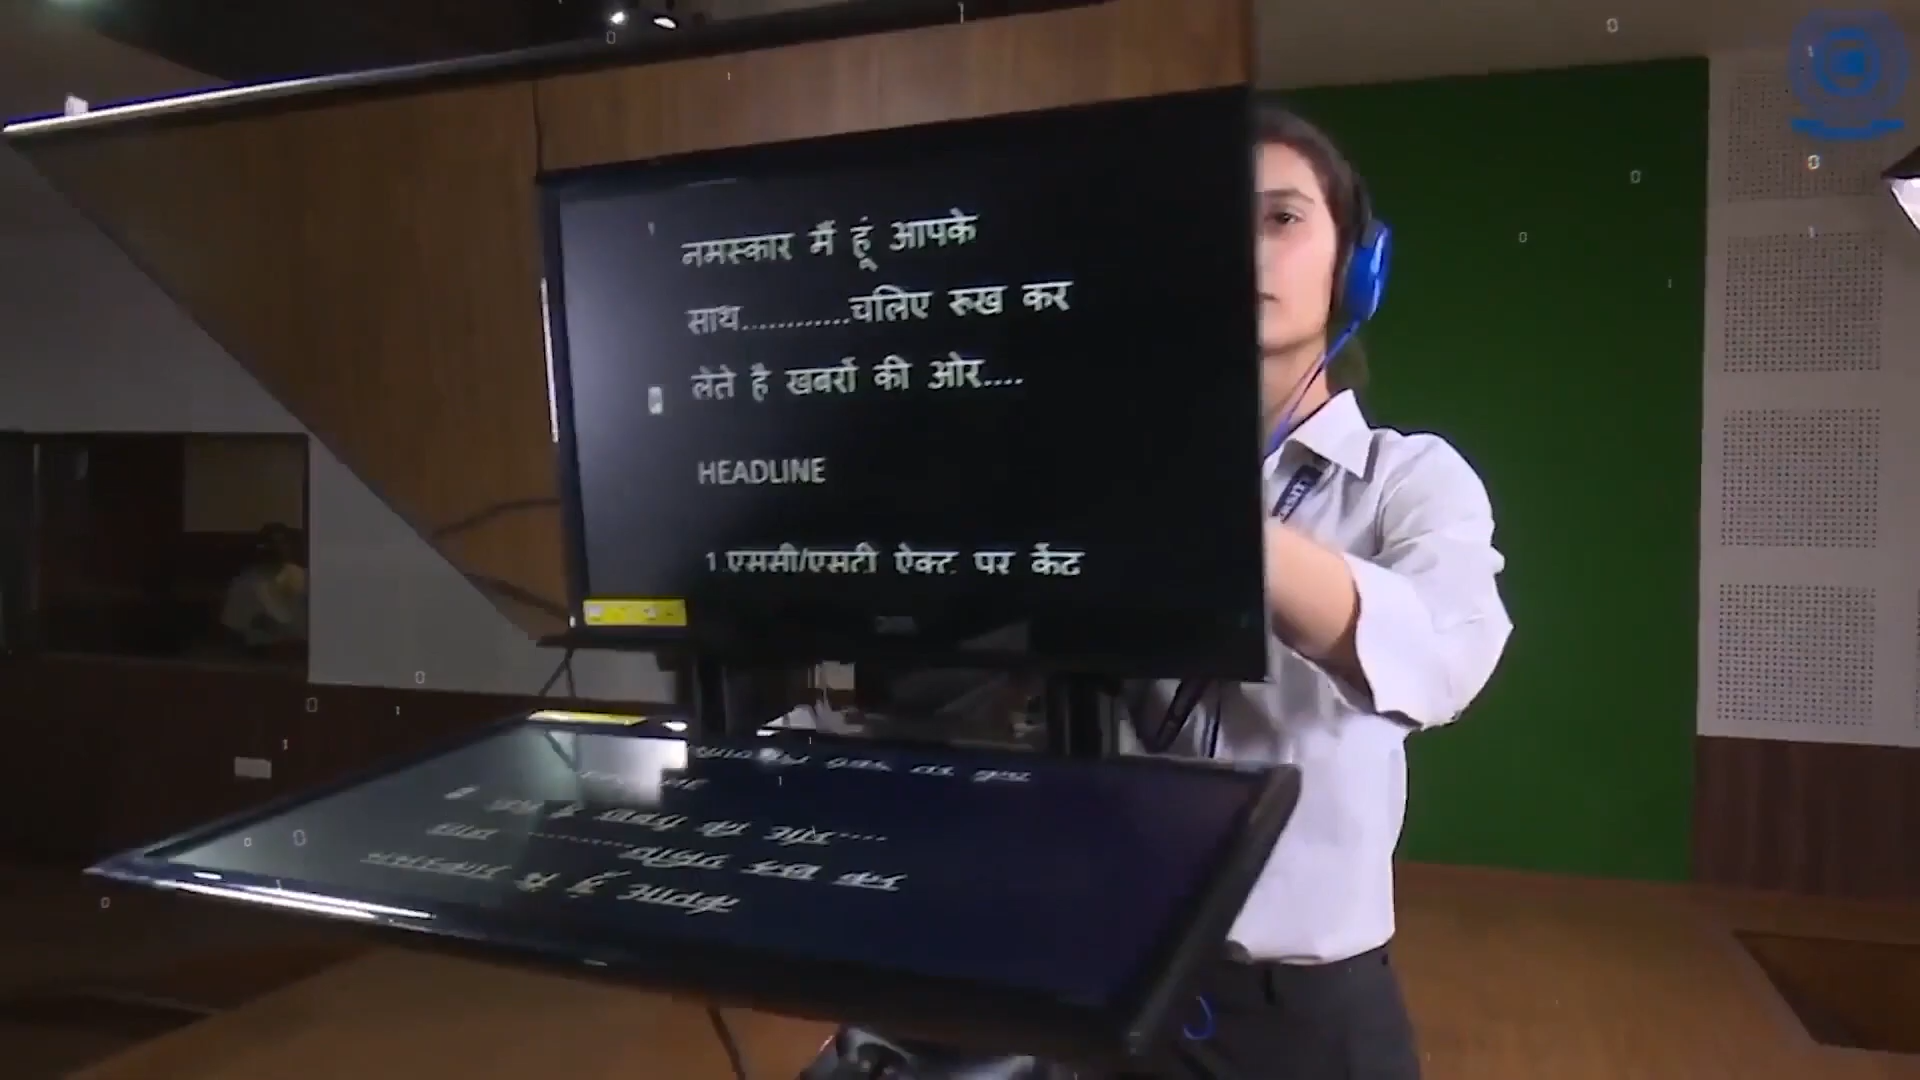 नमस्कार मैं हूं आपके
साथ............चलिए रुख कर
लेते है खबरों की ओर....
HEADLINE
1.एससी/एसटी ऐक्ट पर केंट